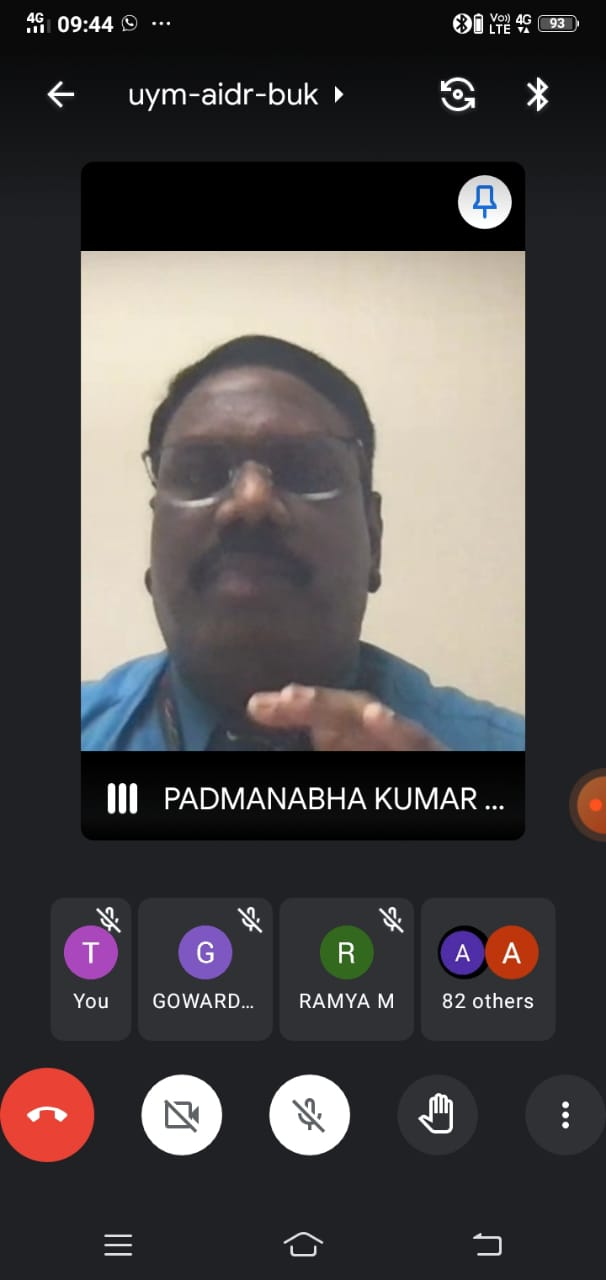 4G 09:44 ... Vo) LTE 4G 93
uym-aidr-buk
PADMANABHA KUMAR ...
T G R A A
You GOWARD... RAMYA M 82 others